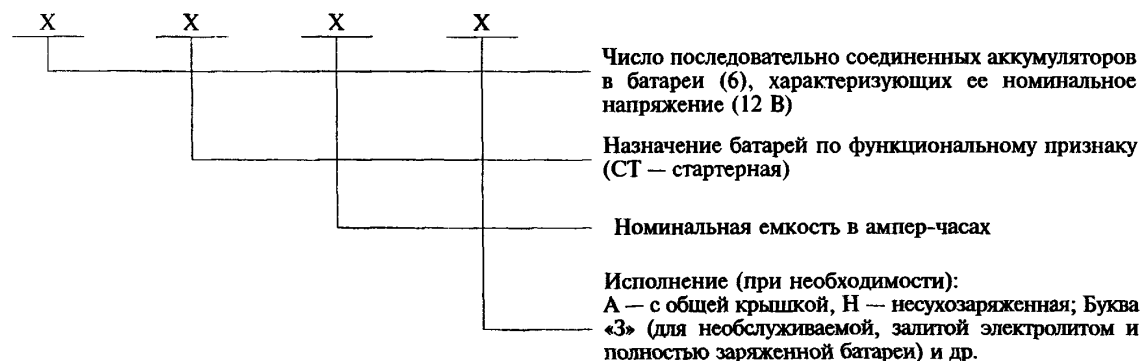 X X X X
Число последовательно соединенных аккумуляторов
в батареи (6), характеризующих ее номинальное
напряжение (12 В)
Назначение батарей по функциональному признаку
(СТ — стартерная)
Номинальная емкость в ампер-часах
Исполнение (при необходимости):
А — с общей крышкой, Н — несухозаряженная; Буква
«З» (для необслуживаемой, залитой электролитом и
полностью заряженной батареи) и др.